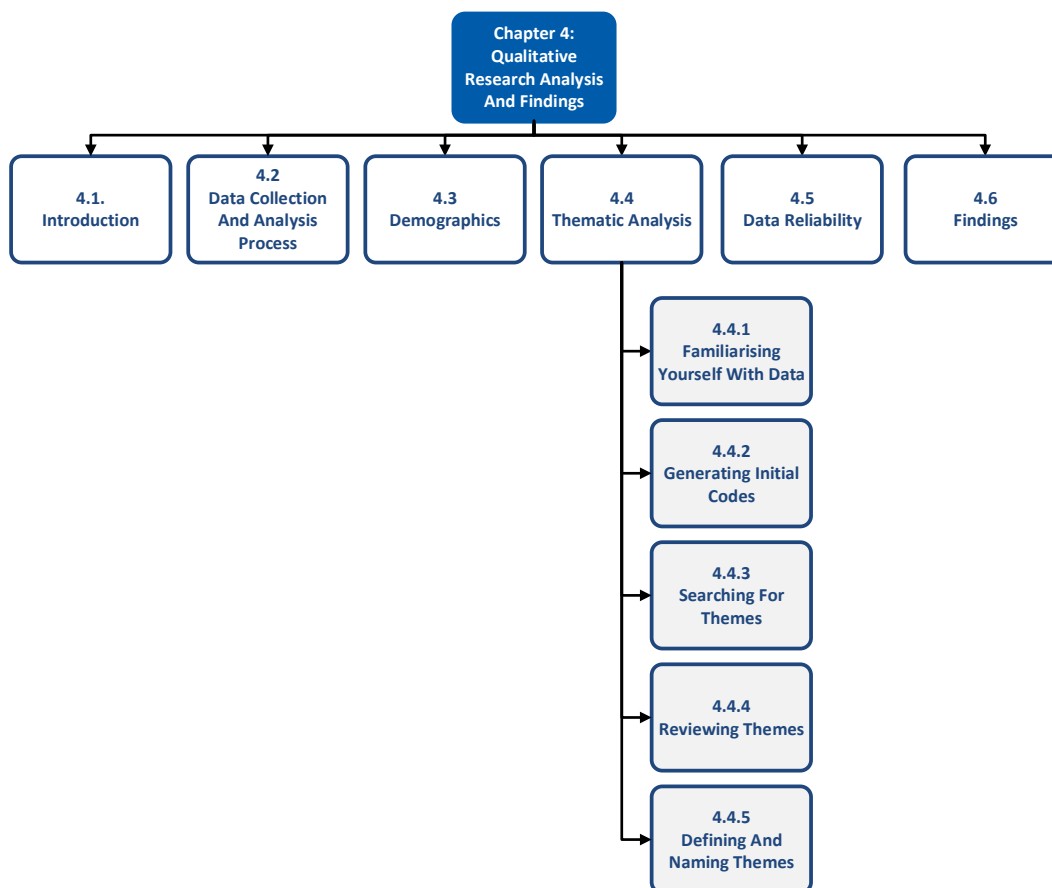 Chapter 4:
Qualitative
Research Analysis
And Findings
4.1.
Introduction
4.2
Data Collection
And Analysis
Process
4.3
Demographics
4.4
Thematic Analysis
4.5
Data Reliability
4.6
Findings
4.4.1
Familiarising
Yourself With Data
4.4.2
Generating Initial
Codes
4.4.3
Searching For
Themes
4.4.4
Reviewing Themes
4.4.5
Defining And
Naming Themes